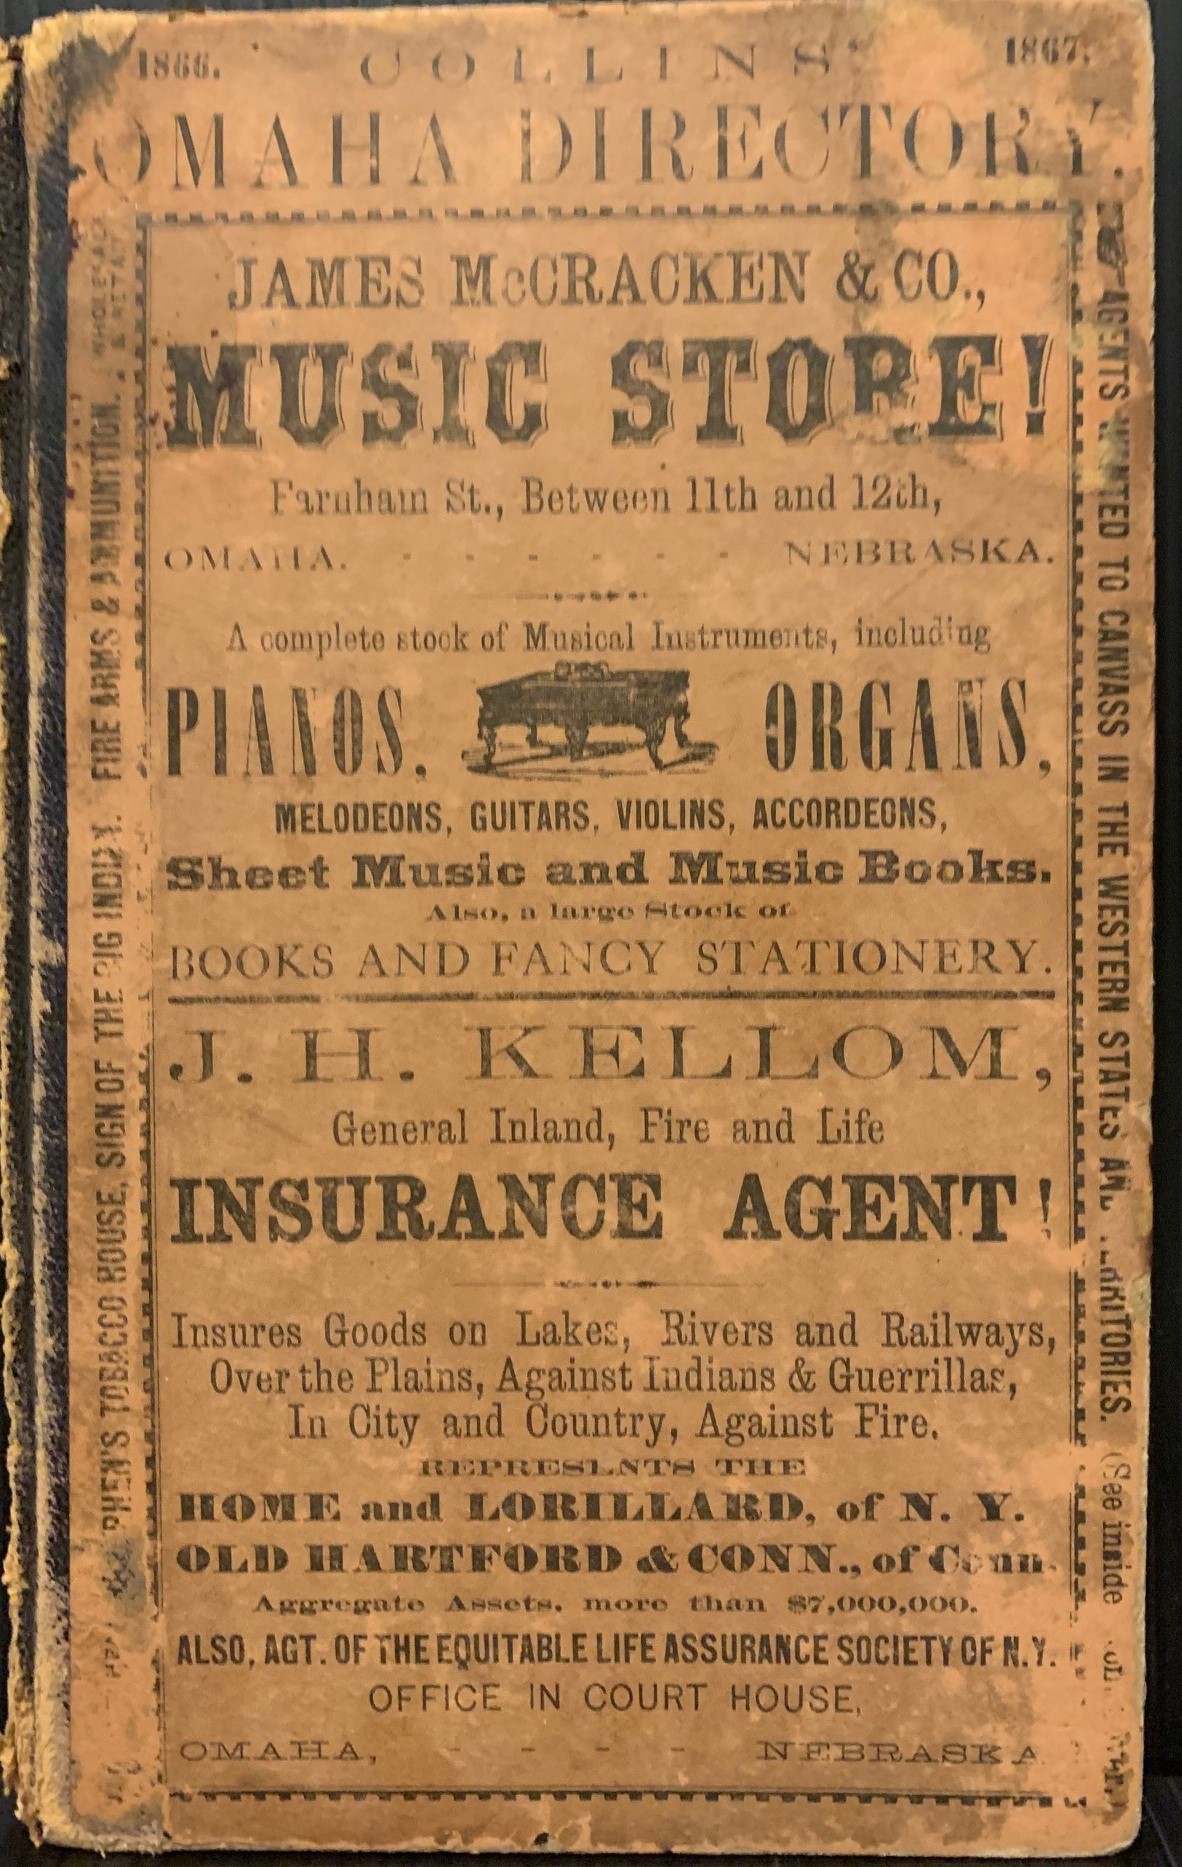 1866. COLLINS' 1867.
OMAHA DIRECTORY.
JAMES McCRACKEN & CO.,
MUSIC STORE!
Farnham St., Between 11th and 12th,
OMAHA. - - - - - - NEBRASKA.
A complete stock of Musical Instruments, including
PIANOS, ORGANS,
MELODEONS, GUITARS, VIOLINS, ACCORDEONS,
Sheet Music and Music Books.
Also, a large Stock of
BOOKS AND FANCY STATIONERY.
J. H. KELLOM,
General Inland, Fire and Life
INSURANCE AGENT!
Insures Goods on Lakes, Rivers and Railways,
Over the Plains, Against Indians & Guerrillas,
In City and Country, Against Fire.
REPRESENTS THE
HOME and LORILLARD, of N. Y.
OLD HARTFORD & CONN., of Conn.
Aggregate Assets, more than $7,000,000.
ALSO, AGT. OF THE EQUITABLE LIFE ASSURANCE SOCIETY OF N.Y.
OFFICE IN COURT HOUSE,
OMAHA, - - - - NEBRASKA
PHEN'S TOBACCO HOUSE, SIGN OF THE BIG INDIAN. FIRE ARMS & AMMUNITION. WHOLESALE & RETAIL
AGENTS WANTED TO CANVASS IN THE WESTERN STATES AND TERRITORIES. (See inside